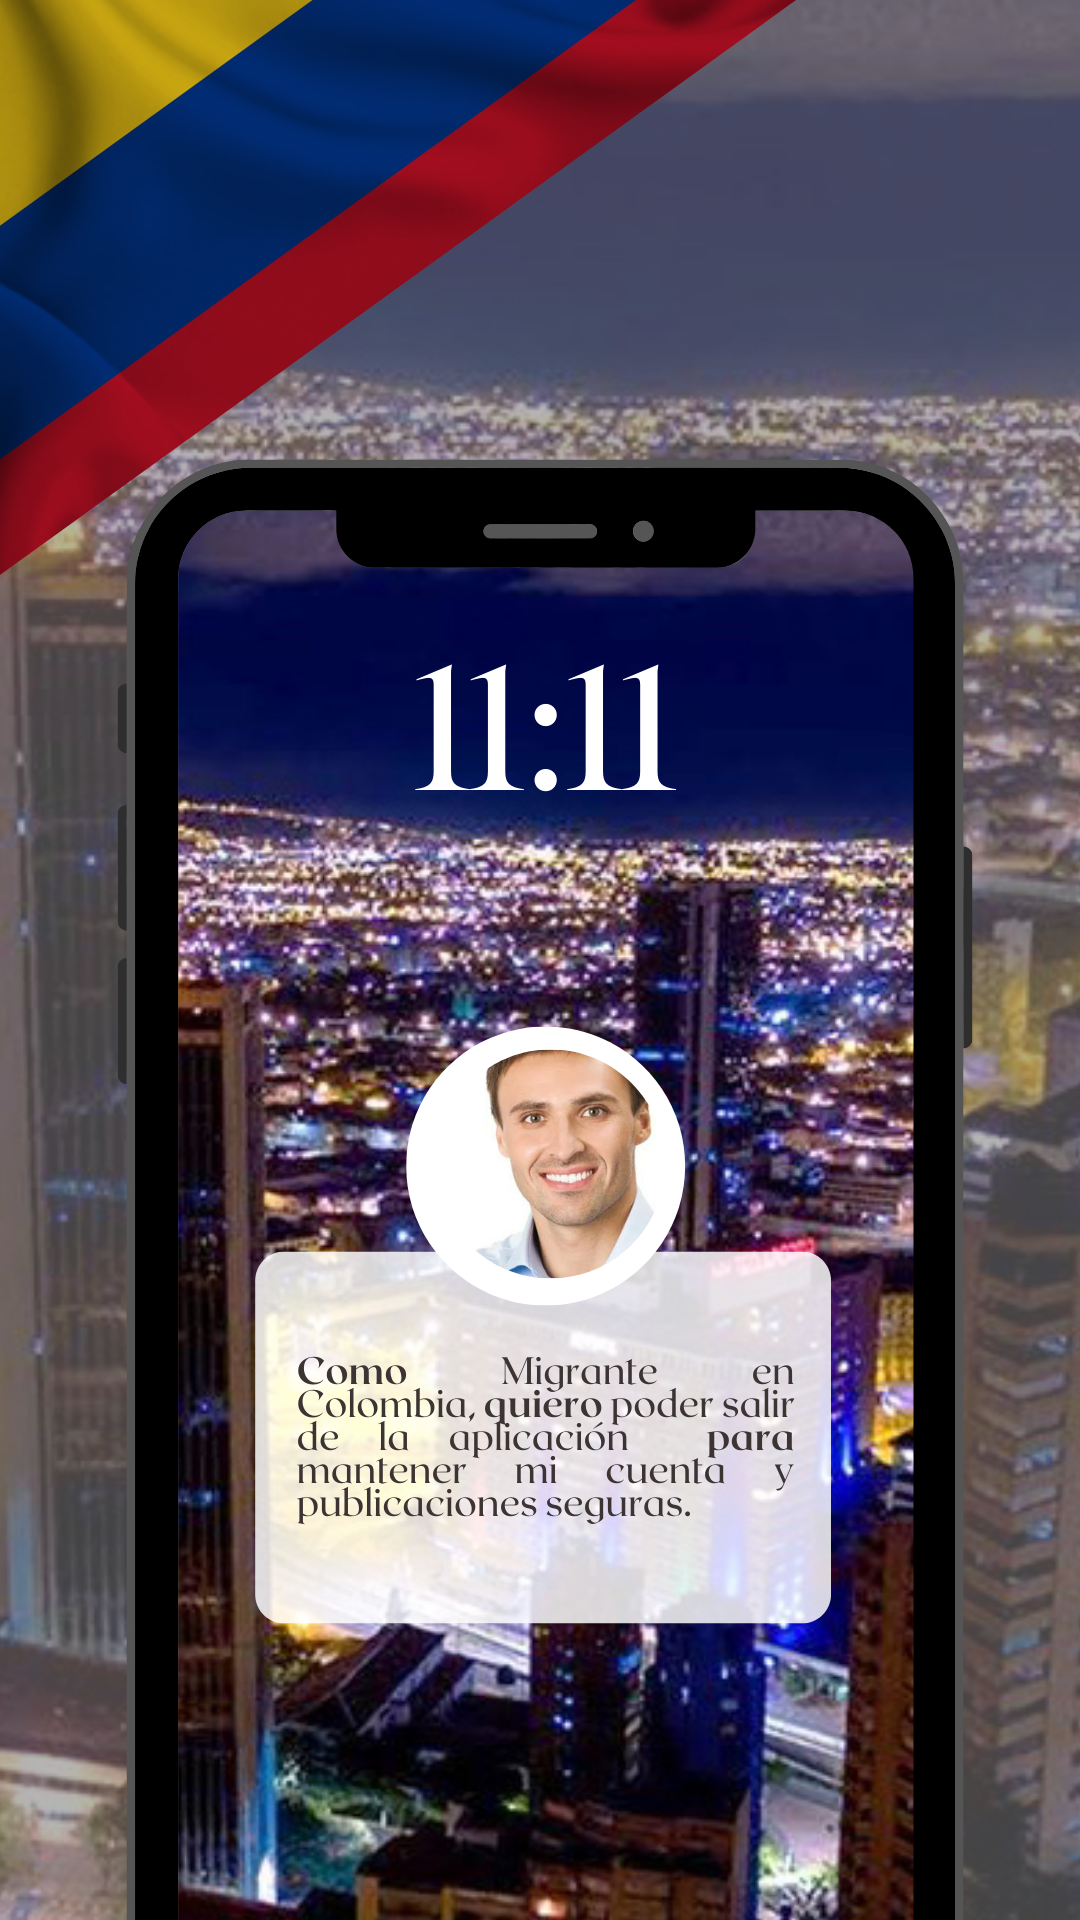 11:11
Como Migrante en
Colombia, quiero poder salir
de la aplicación para
mantener mi cuenta y
publicaciones seguras.